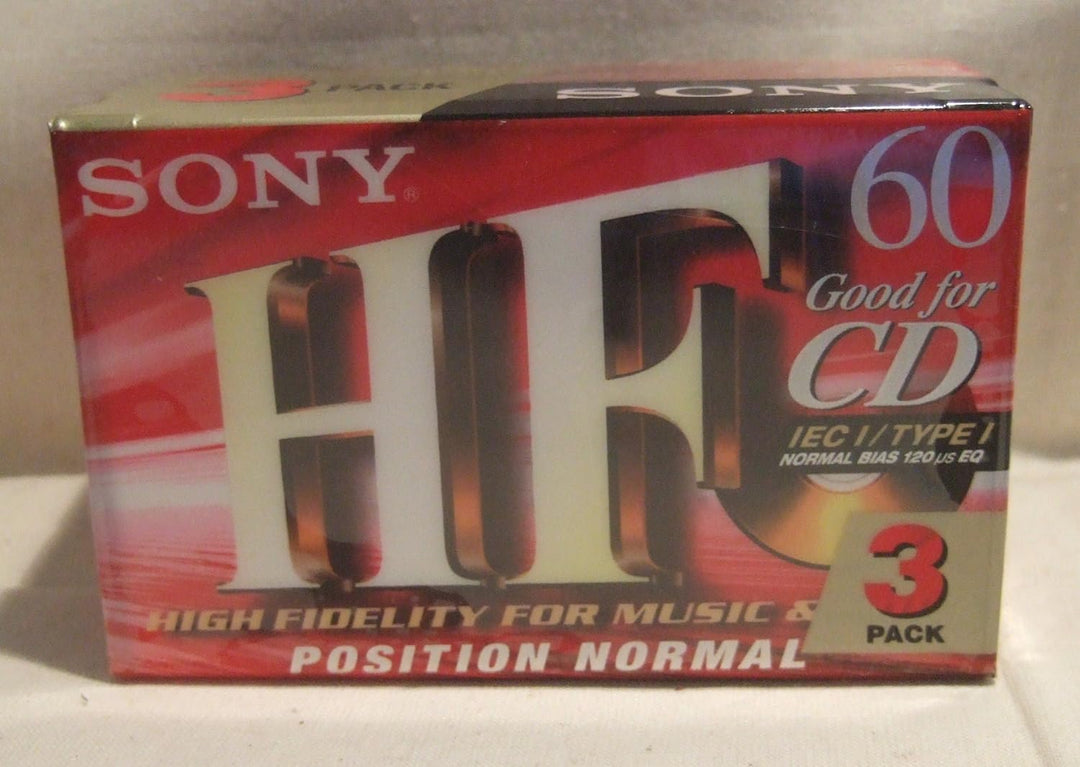 3 PACK
SONY
SONY®
60
HF
Good for
CD
IEC I / TYPE I
NORMAL BIAS 120 µs EQ
HIGH FIDELITY FOR MUSIC &
POSITION NORMAL
3
PACK